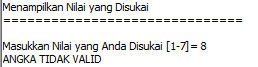 Menampilkan Nilai yang Disukai
==============================
Masukkan Nilai yang Anda Disukai [1-7]= 8
ANGKA TIDAK VALID